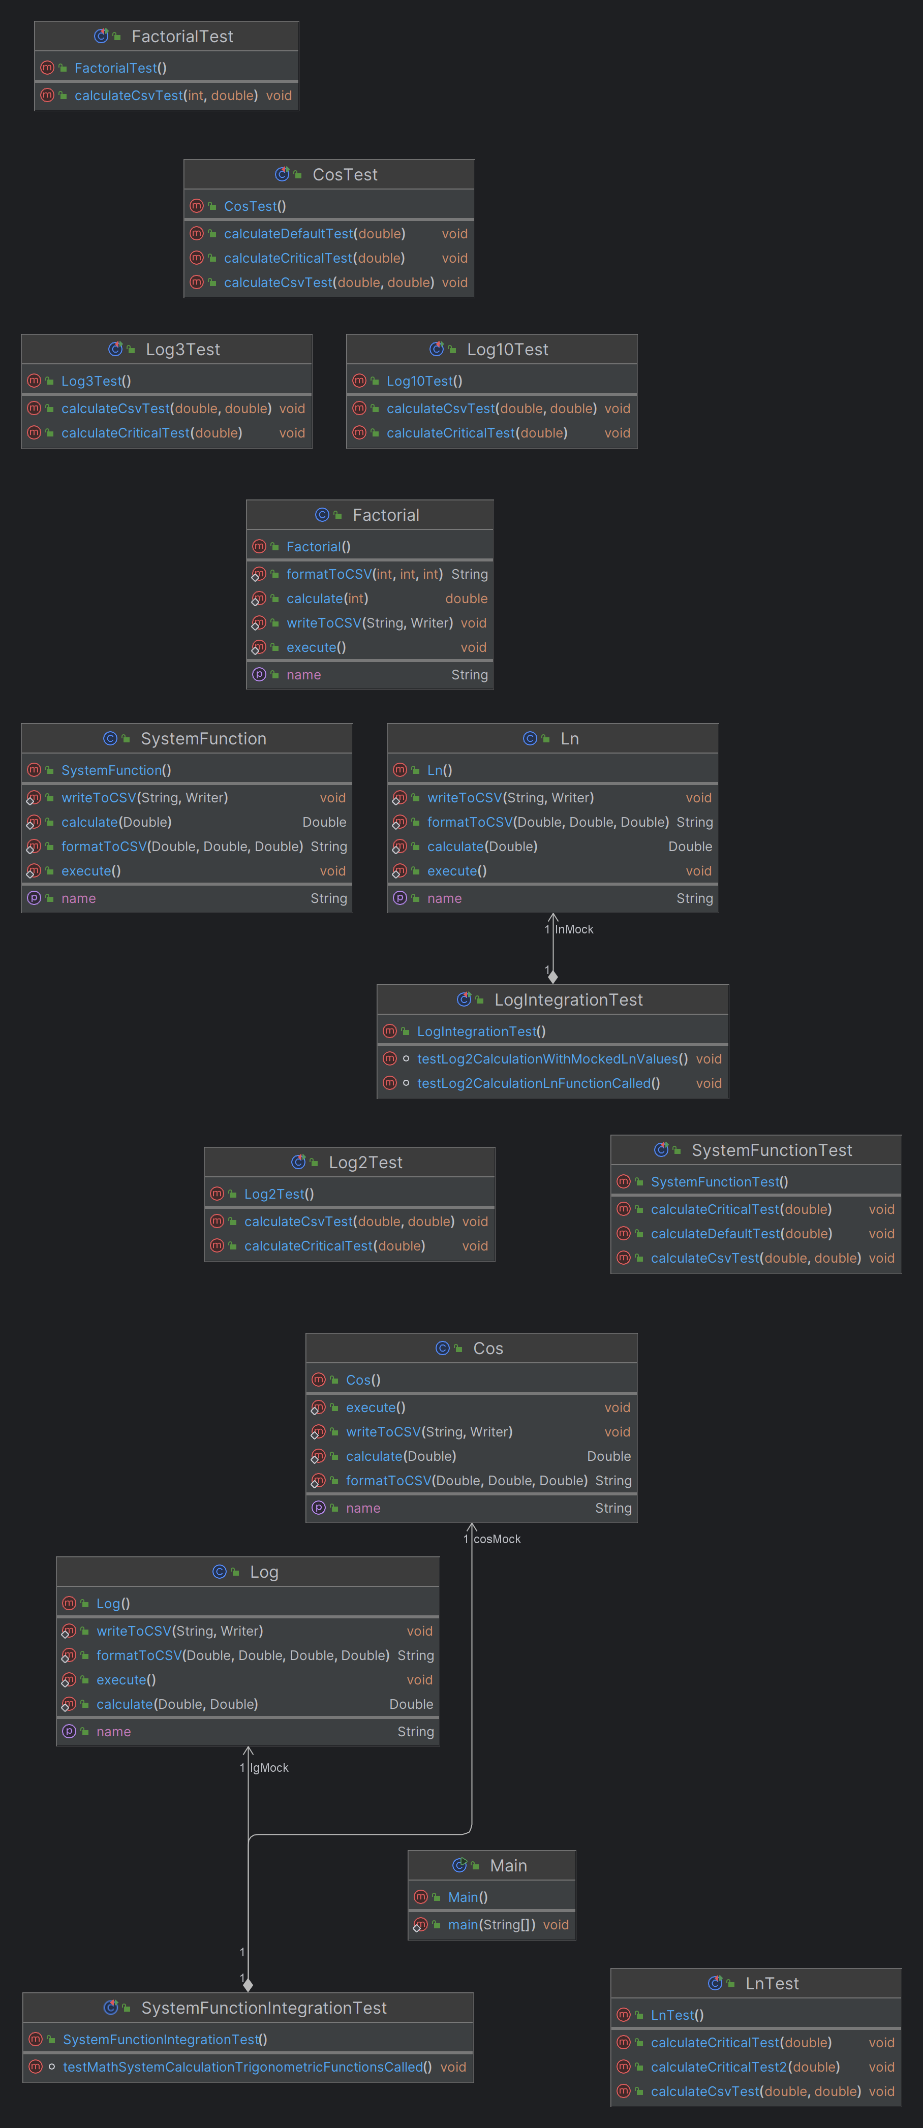 FactorialTest
FactorialTest()
calculateCsvTest(int, double) void
CosTest
CosTest()
calculateDefaultTest(double) void
calculateCriticalTest(double) void
calculateCsvTest(double, double) void
Log3Test
Log3Test()
calculateCsvTest(double, double) void
calculateCriticalTest(double) void
Log10Test
Log10Test()
calculateCsvTest(double, double) void
calculateCriticalTest(double) void
Factorial
Factorial()
formatToCSV(int, int, int) String
calculate(int) double
writeToCSV(String, Writer) void
execute() void
name String
SystemFunction
SystemFunction()
writeToCSV(String, Writer) void
calculate(Double) Double
formatToCSV(Double, Double, Double) String
execute() void
name String
Ln
Ln()
writeToCSV(String, Writer) void
formatToCSV(Double, Double, Double) String
calculate(Double) Double
execute() void
name String
1 lnMock
1
LogIntegrationTest
LogIntegrationTest()
testLog2CalculationWithMockedLnValues() void
testLog2CalculationLnFunctionCalled() void
Log2Test
Log2Test()
calculateCsvTest(double, double) void
calculateCriticalTest(double) void
SystemFunctionTest
SystemFunctionTest()
calculateCriticalTest(double) void
calculateDefaultTest(double) void
calculateCsvTest(double, double) void
Cos
Cos()
execute() void
writeToCSV(String, Writer) void
calculate(Double) Double
formatToCSV(Double, Double, Double) String
name String
1 cosMock
Log
Log()
writeToCSV(String, Writer) void
formatToCSV(Double, Double, Double, Double) String
execute() void
calculate(Double, Double) Double
name String
1 lgMock
Main
Main()
main(String[]) void
1
1
SystemFunctionIntegrationTest
SystemFunctionIntegrationTest()
testMathSystemCalculationTrigonometricFunctionsCalled() void
LnTest
LnTest()
calculateCriticalTest(double) void
calculateCriticalTest2(double) void
calculateCsvTest(double, double) void